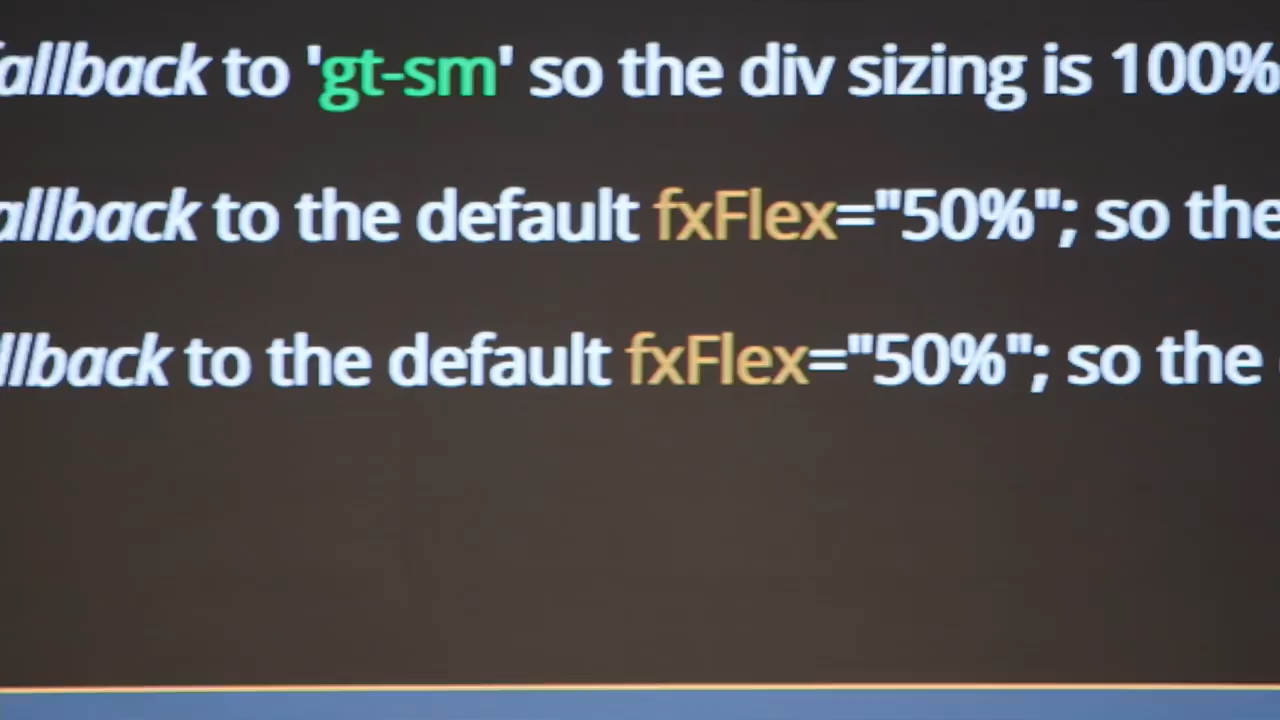 allback to 'gt-sm' so the div sizing is 100%
allback to the default fxFlex="50%"; so the
llback to the default fxFlex="50%"; so the